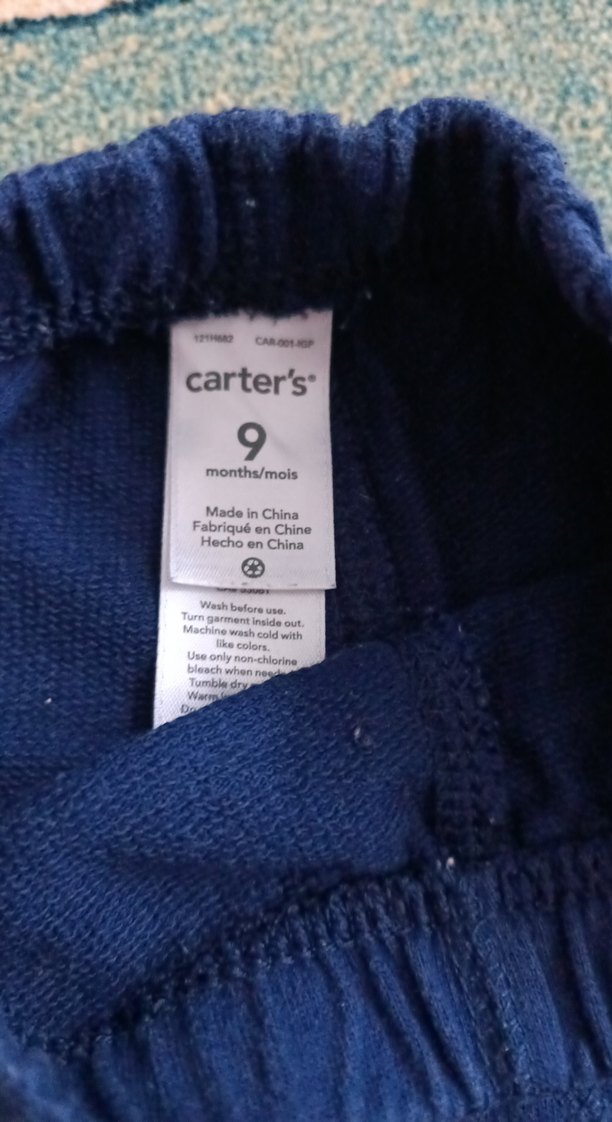 121H682 CAR-001-IGP
carter's®
9
months/mois
Made in China
Fabriqué en Chine
Hecho en China
Wash before use.
Turn garment inside out.
Machine wash cold with
like colors.
Use only non-chlorine
bleach when
Tumble dry
Warm